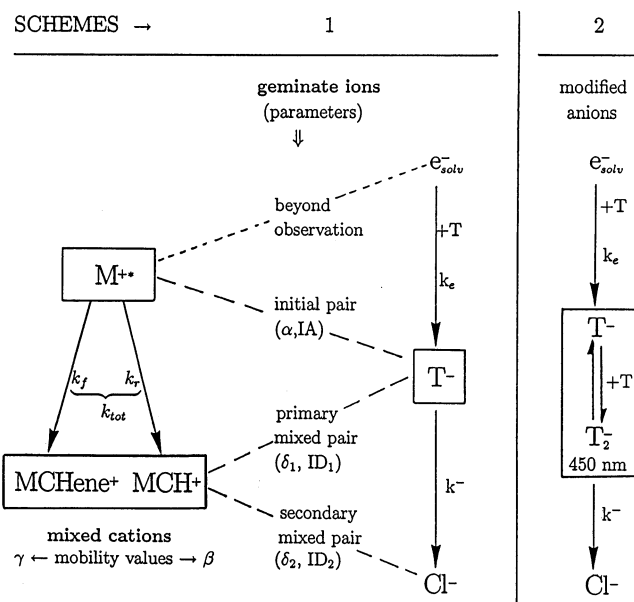 SCHEMES → 1 2
geminate ions
(parameters)
⇓
modified
anions
e⁻solv
e⁻solv
beyond
observation
+T
+T
kₑ
kₑ
M⁺*
initial pair
(α,IA)
T⁻
T⁻
+T
T₂⁻
450 nm
k_f k_r
k_tot
primary
mixed pair
(δ₁, ID₁)
MCHene⁺ MCH⁺
k⁻
k⁻
secondary
mixed pair
(δ₂, ID₂)
mixed cations
γ ← mobility values → β
Cl⁻
Cl⁻